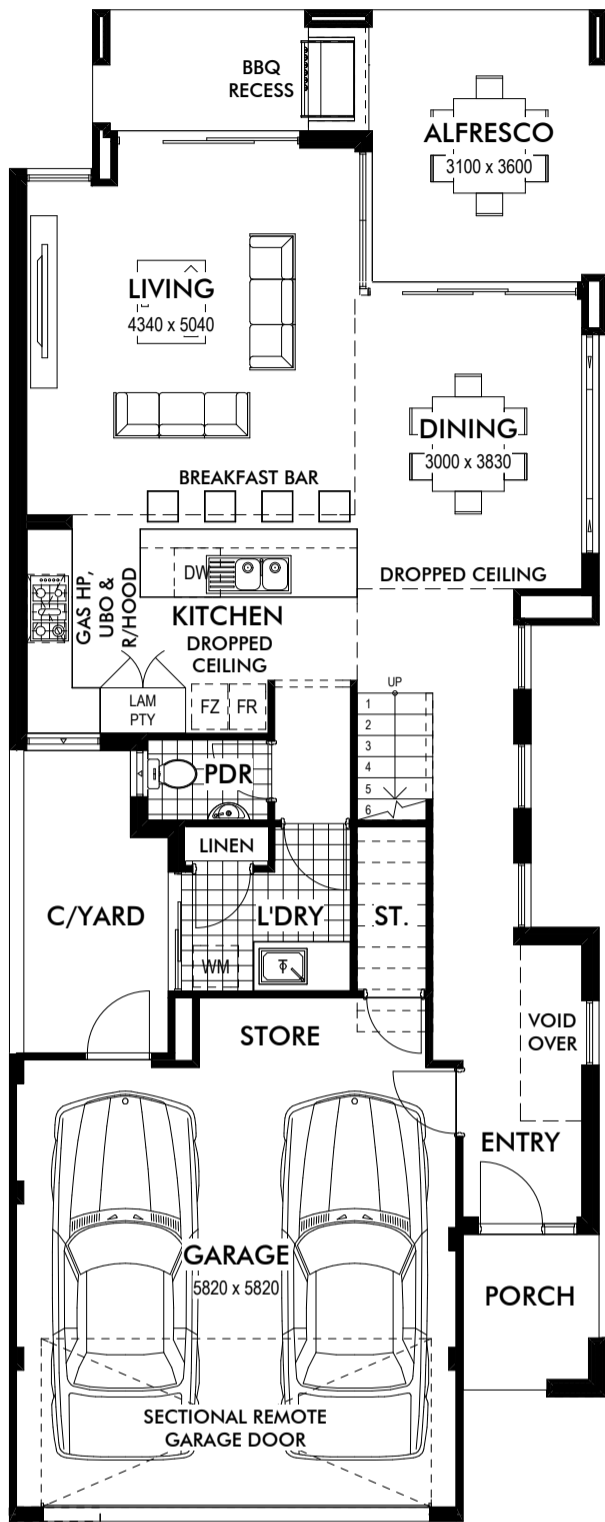 BBQ
RECESS
ALFRESCO
3100 x 3600
LIVING
4340 x 5040
DINING
3000 x 3830
BREAKFAST BAR
GAS HP,
UBO &
R/HOOD
DW
DROPPED CEILING
KITCHEN
DROPPED
CEILING
LAM
PTY
FZ
FR
UP
1
2
3
4
5
6
PDR
LINEN
C/YARD
L'DRY
ST.
WM
STORE
VOID
OVER
ENTRY
GARAGE
5820 x 5820
PORCH
SECTIONAL REMOTE
GARAGE DOOR